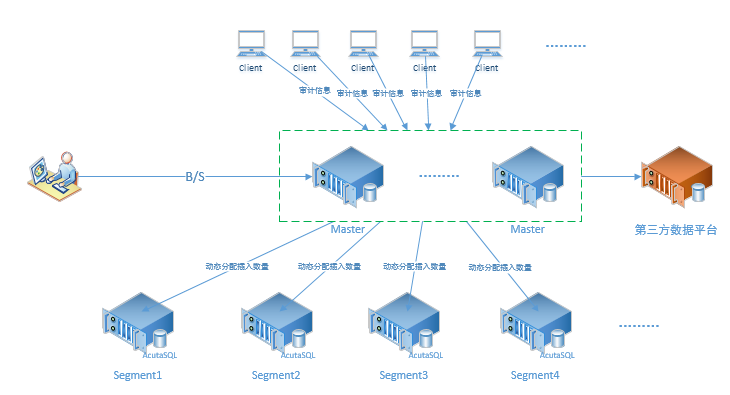 Client
Client
Client
Client
Client
审计信息
审计信息
审计信息
审计信息
审计信息
B/S
Master
Master
第三方数据平台
动态分配插入数量
动态分配插入数量
动态分配插入数量
动态分配插入数量
AcutaSQL
AcutaSQL
AcutaSQL
AcutaSQL
Segment1
Segment2
Segment3
Segment4